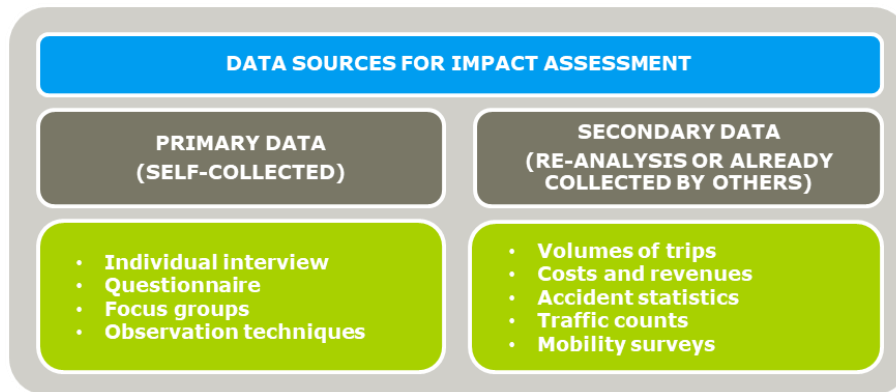 DATA SOURCES FOR IMPACT ASSESSMENT
PRIMARY DATA
(SELF-COLLECTED)
SECONDARY DATA
(RE-ANALYSIS OR ALREADY
COLLECTED BY OTHERS)
• Individual interview
• Questionnaire
• Focus groups
• Observation techniques
• Volumes of trips
• Costs and revenues
• Accident statistics
• Traffic counts
• Mobility surveys